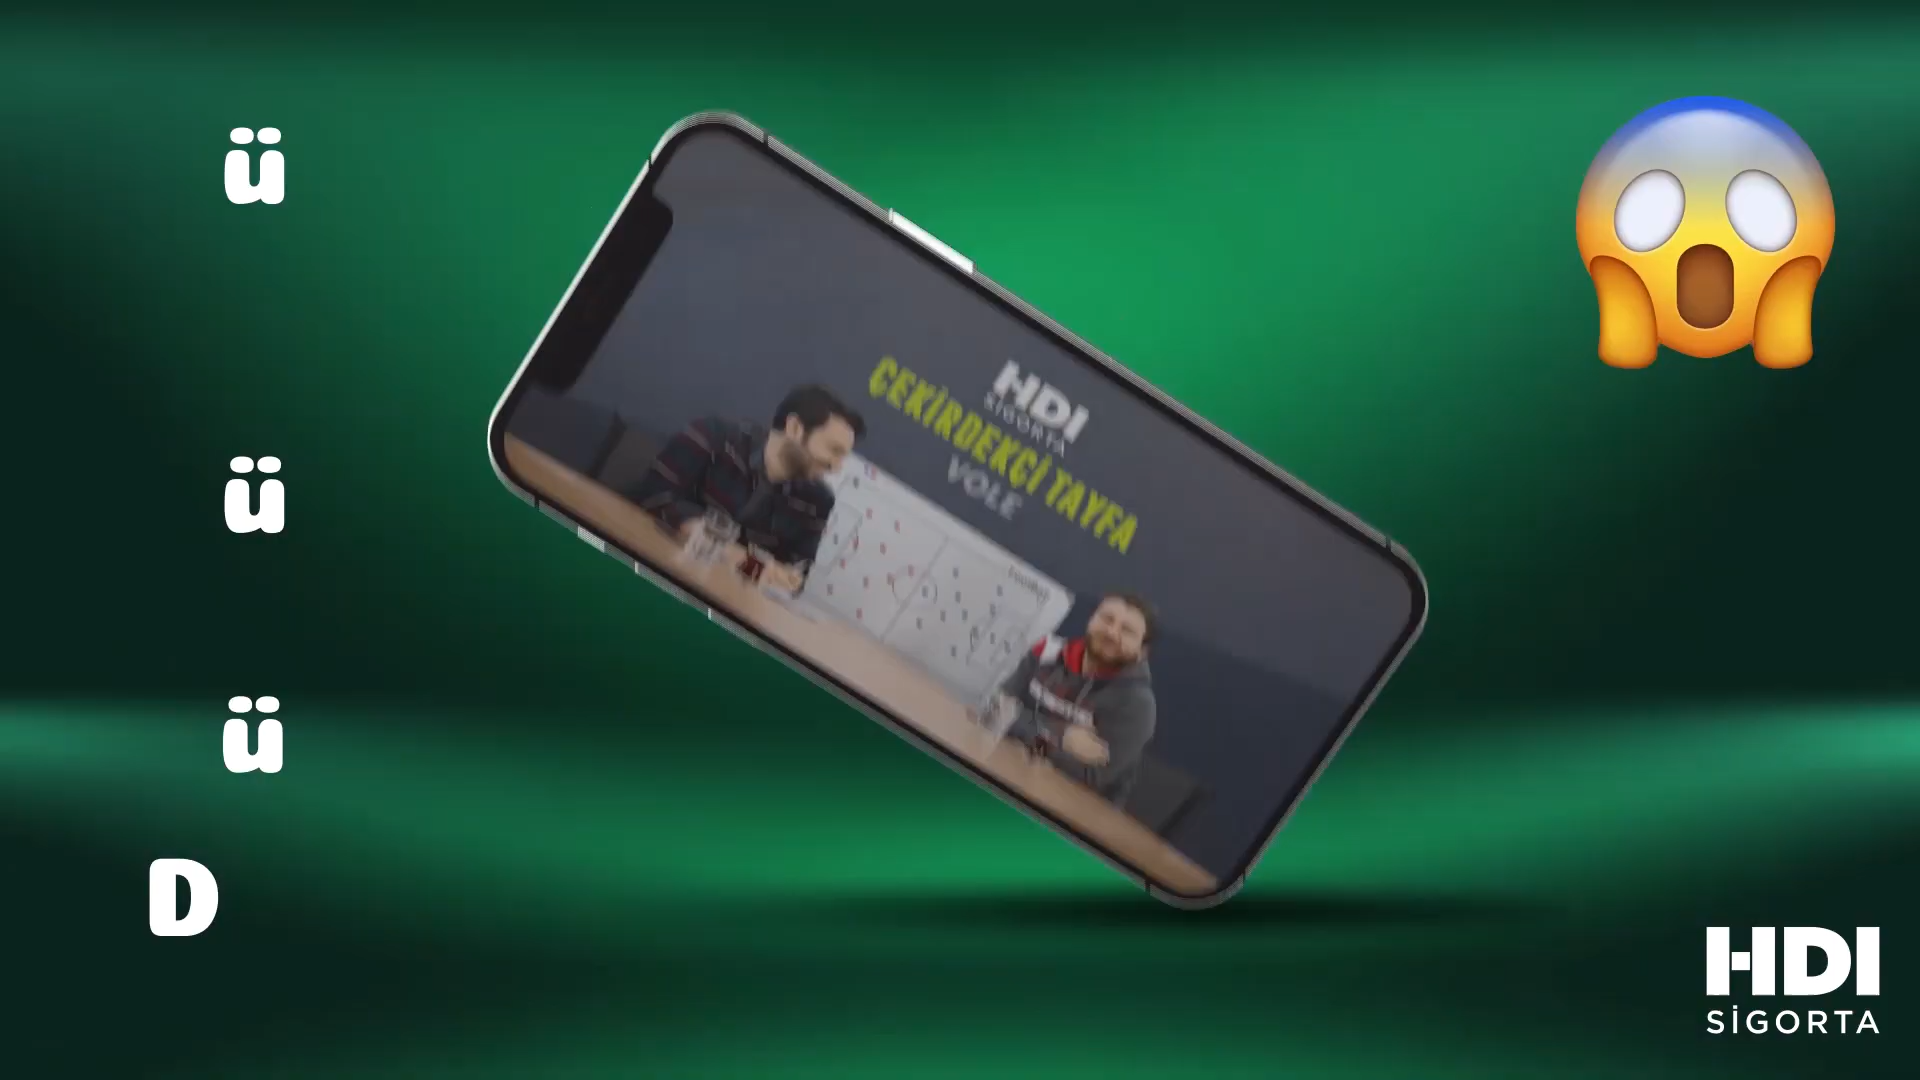 ü
HDI
SİGORTA
ÇEKİRDEKÇİ TAYFA
VOLE
ü
ü
D
HDI
SİGORTA